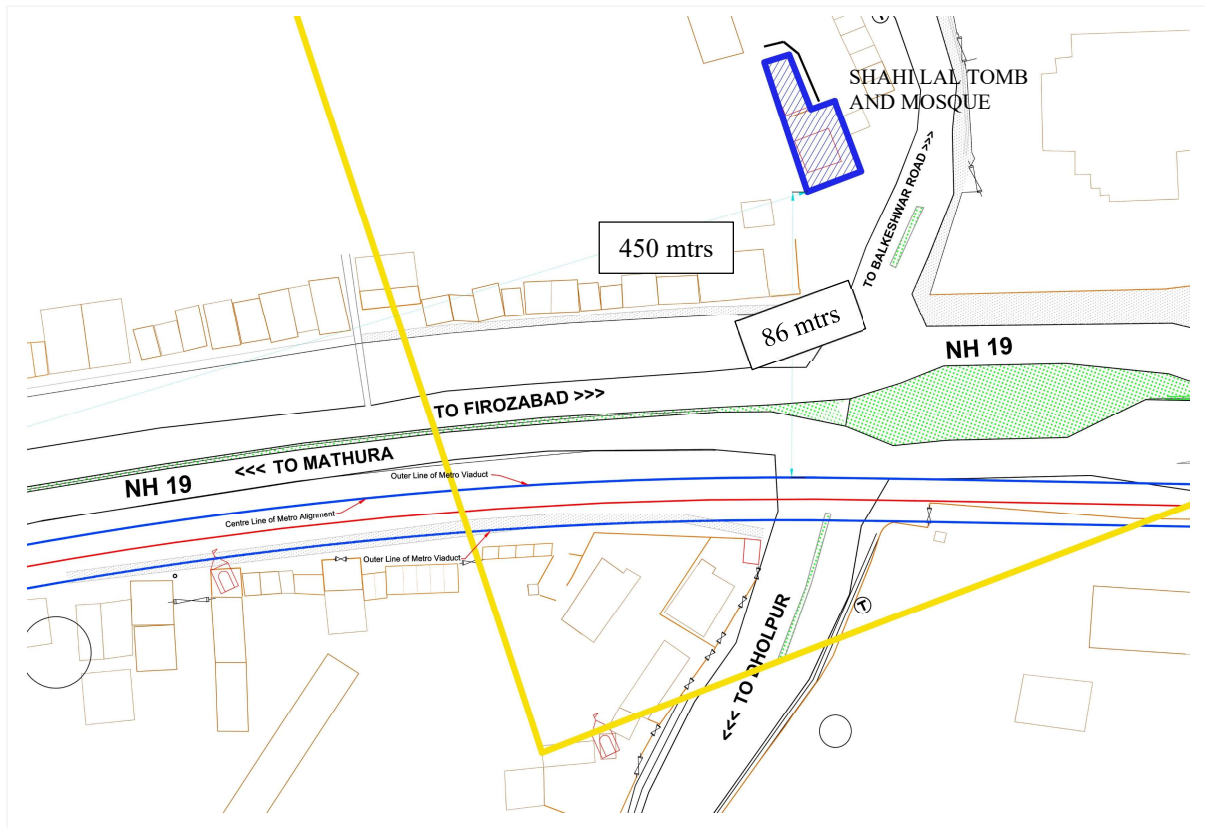 SHAHI LAL TOMB
AND MOSQUE
TO BALKESHWAR ROAD >>>
450 mtrs
86 mtrs
NH 19
TO FIROZABAD >>>
<<< TO MATHURA
NH 19
Outer Line of Metro Viaduct
Centre Line of Metro Alignment
Outer Line of Metro Viaduct
T
<<< TO DHOLPUR